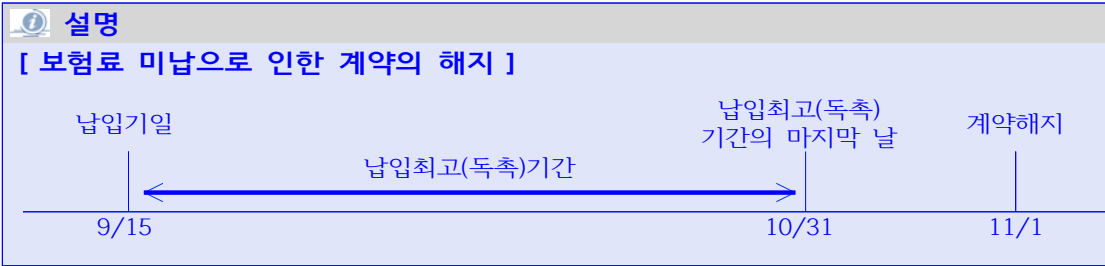 설명
[ 보험료 미납으로 인한 계약의 해지 ]
납입기일
납입최고(독촉)
기간의 마지막 날
계약해지
납입최고(독촉)기간
9/15
10/31
11/1